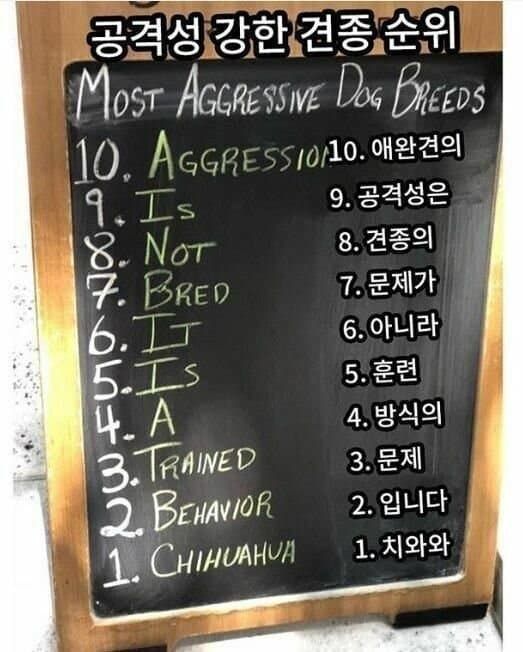 공격성 강한 견종 순위
MOST AGGRESSIVE DOG BREEDS
10. AGGRESSION 10. 애완견의
9. IS 9. 공격성은
8. NOT 8. 견종의
7. BRED 7. 문제가
6. IT 6. 아니라
5. IS 5. 훈련
4. A 4. 방식의
3. TRAINED 3. 문제
2. BEHAVIOR 2. 입니다
1. CHIHUAHUA 1. 치와와